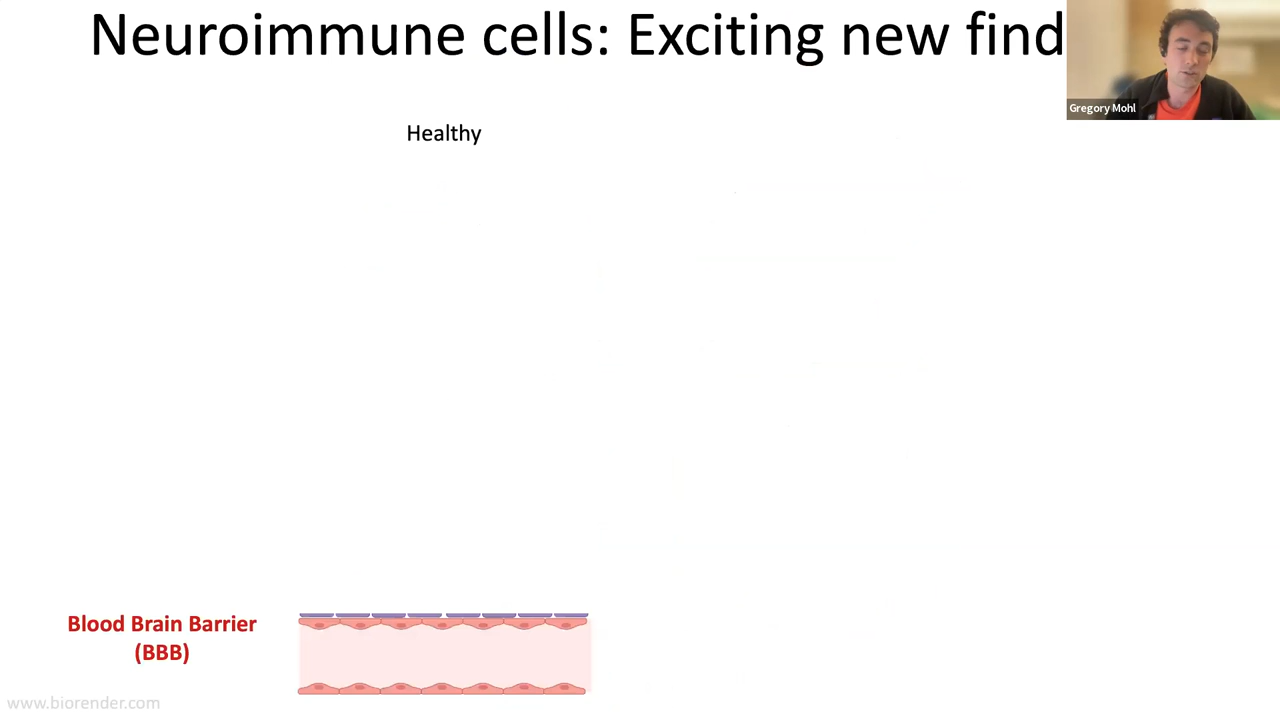 Neuroimmune cells: Exciting new find
Gregory Mohl
Healthy
Blood Brain Barrier
(BBB)
www.biorender.com